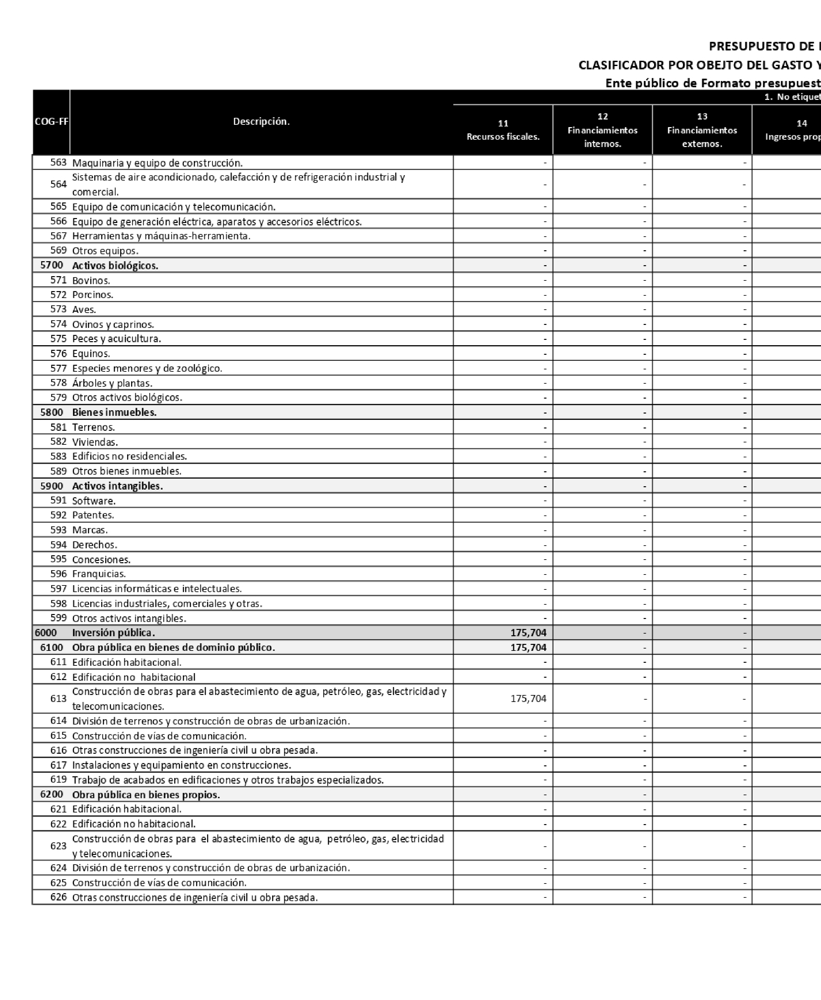 PRESUPUESTO DE
CLASIFICADOR POR OBEJTO DEL GASTO Y
Ente público de Formato presupuest
1. No etiquet
COG-FF Descripción.
11 Recursos fiscales.
12 Financiamientos internos.
13 Financiamientos externos.
14 Ingresos prop
563 Maquinaria y equipo de construcción. - - -
564 Sistemas de aire acondicionado, calefacción y de refrigeración industrial y
comercial. - - -
565 Equipo de comunicación y telecomunicación. - - -
566 Equipo de generación eléctrica, aparatos y accesorios eléctricos. - - -
567 Herramientas y máquinas-herramienta. - - -
569 Otros equipos. - - -
5700 Activos biológicos. - - -
571 Bovinos. - - -
572 Porcinos. - - -
573 Aves. - - -
574 Ovinos y caprinos. - - -
575 Peces y acuicultura. - - -
576 Equinos. - - -
577 Especies menores y de zoológico. - - -
578 Árboles y plantas. - - -
579 Otros activos biológicos. - - -
5800 Bienes inmuebles. - - -
581 Terrenos. - - -
582 Viviendas. - - -
583 Edificios no residenciales. - - -
589 Otros bienes inmuebles. - - -
5900 Activos intangibles. - - -
591 Software. - - -
592 Patentes. - - -
593 Marcas. - - -
594 Derechos. - - -
595 Concesiones. - - -
596 Franquicias. - - -
597 Licencias informáticas e intelectuales. - - -
598 Licencias industriales, comerciales y otras. - - -
599 Otros activos intangibles. - - -
6000 Inversión pública. 175,704 - -
6100 Obra pública en bienes de dominio público. 175,704 - -
611 Edificación habitacional. - - -
612 Edificación no habitacional - - -
613 Construcción de obras para el abastecimiento de agua, petróleo, gas, electricidad y
telecomunicaciones. 175,704 - -
614 División de terrenos y construcción de obras de urbanización. - - -
615 Construcción de vías de comunicación. - - -
616 Otras construcciones de ingeniería civil u obra pesada. - - -
617 Instalaciones y equipamiento en construcciones. - - -
619 Trabajo de acabados en edificaciones y otros trabajos especializados. - - -
6200 Obra pública en bienes propios. - - -
621 Edificación habitacional. - - -
622 Edificación no habitacional. - - -
623 Construcción de obras para el abastecimiento de agua, petróleo, gas, electricidad
y telecomunicaciones. - - -
624 División de terrenos y construcción de obras de urbanización. - - -
625 Construcción de vías de comunicación. - - -
626 Otras construcciones de ingeniería civil u obra pesada. - - -